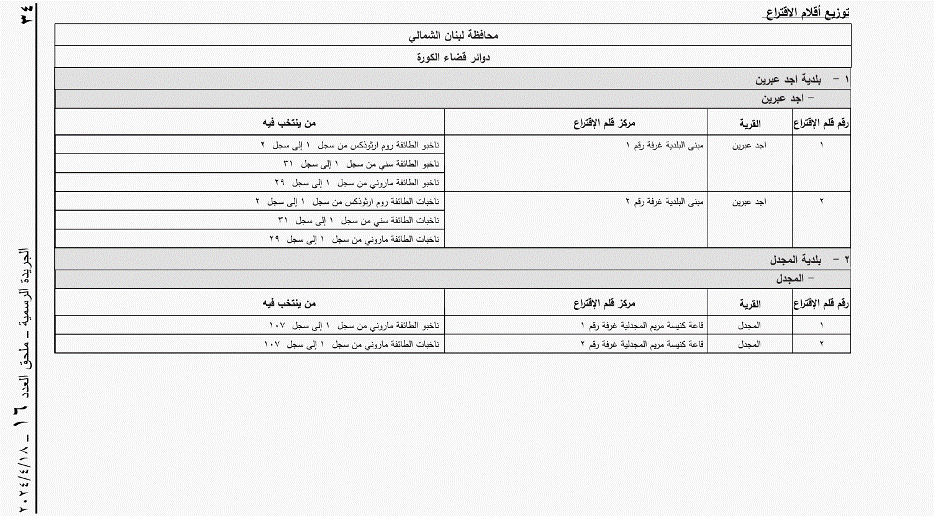 توزيع أقلام الاقتراع
محافظة لبنان الشمالي
دوائر قضاء الكورة
١ - بلدية اجد عبرين
- اجد عبرين
رقم قلم الإقتراع القرية مركز قلم الإقتراع من ينتخب فيه
١ اجد عبرين مبنى البلدية غرفة رقم ١ ناخبو الطائفة روم ارثوذكس من سجل ١ إلى سجل ٢
ناخبو الطائفة سني من سجل ١ إلى سجل ٣١
ناخبو الطائفة ماروني من سجل ١ إلى سجل ٢٩
٢ اجد عبرين مبنى البلدية غرفة رقم ٢ ناخبات الطائفة روم ارثوذكس من سجل ١ إلى سجل ٢
ناخبات الطائفة سني من سجل ١ إلى سجل ٣١
ناخبات الطائفة ماروني من سجل ١ إلى سجل ٢٩
٢ - بلدية المجدل
- المجدل
رقم قلم الإقتراع القرية مركز قلم الإقتراع من ينتخب فيه
١ المجدل قاعة كنيسة مريم المجدلية غرفة رقم ١ ناخبو الطائفة ماروني من سجل ١ إلى سجل ١٠٧
٢ المجدل قاعة كنيسة مريم المجدلية غرفة رقم ٢ ناخبات الطائفة ماروني من سجل ١ إلى سجل ١٠٧
٣٤
الجريدة الرسمية – ملحق العدد ١٦ – ٢٠٢٤/٤/١٨